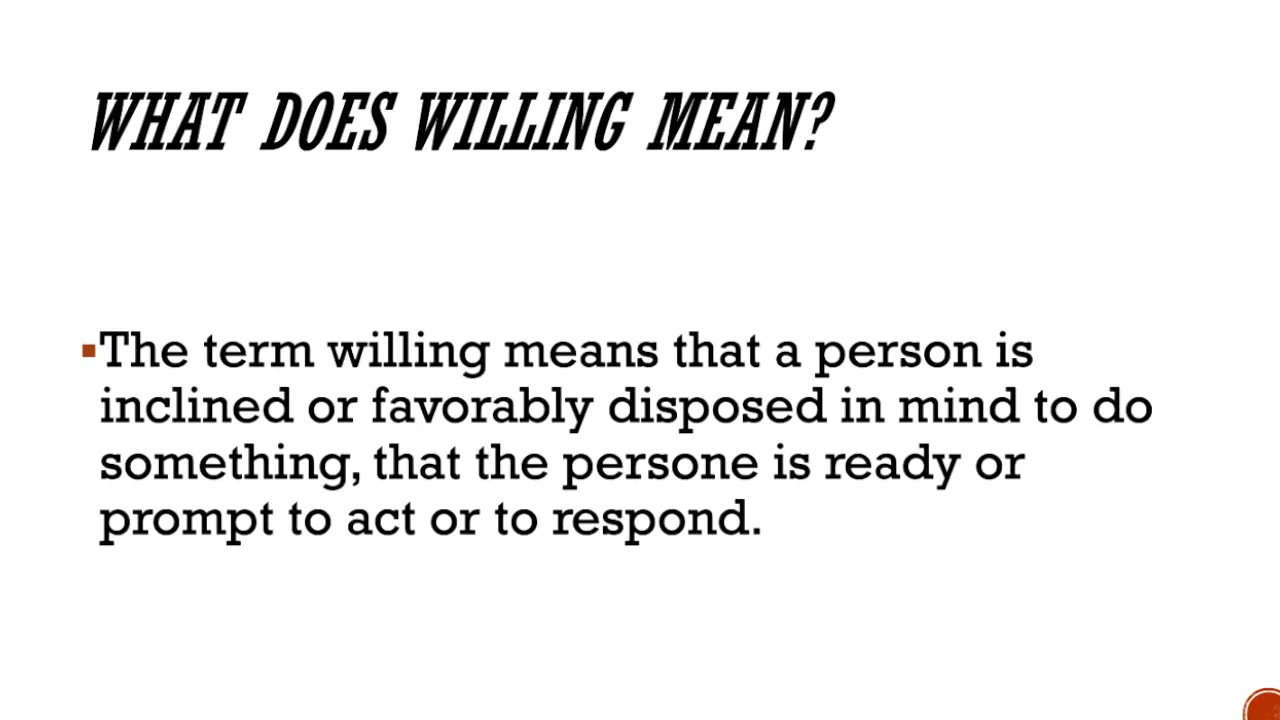 WHAT DOES WILLING MEAN?
▪The term willing means that a person is
inclined or favorably disposed in mind to do
something, that the persone is ready or
prompt to act or to respond.